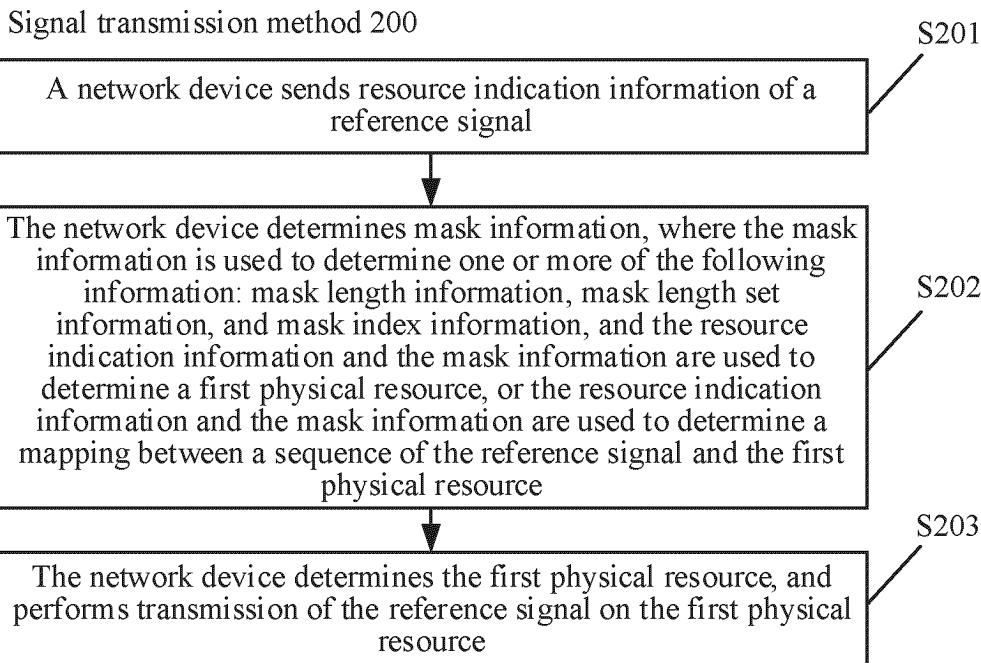 Signal transmission method 200
S201
A network device sends resource indication information of a
reference signal
The network device determines mask information, where the mask
information is used to determine one or more of the following
information: mask length information, mask length set
information, and mask index information, and the resource
indication information and the mask information are used to
determine a first physical resource, or the resource indication
information and the mask information are used to determine a
mapping between a sequence of the reference signal and the first
physical resource
S202
S203
The network device determines the first physical resource, and
performs transmission of the reference signal on the first physical
resource